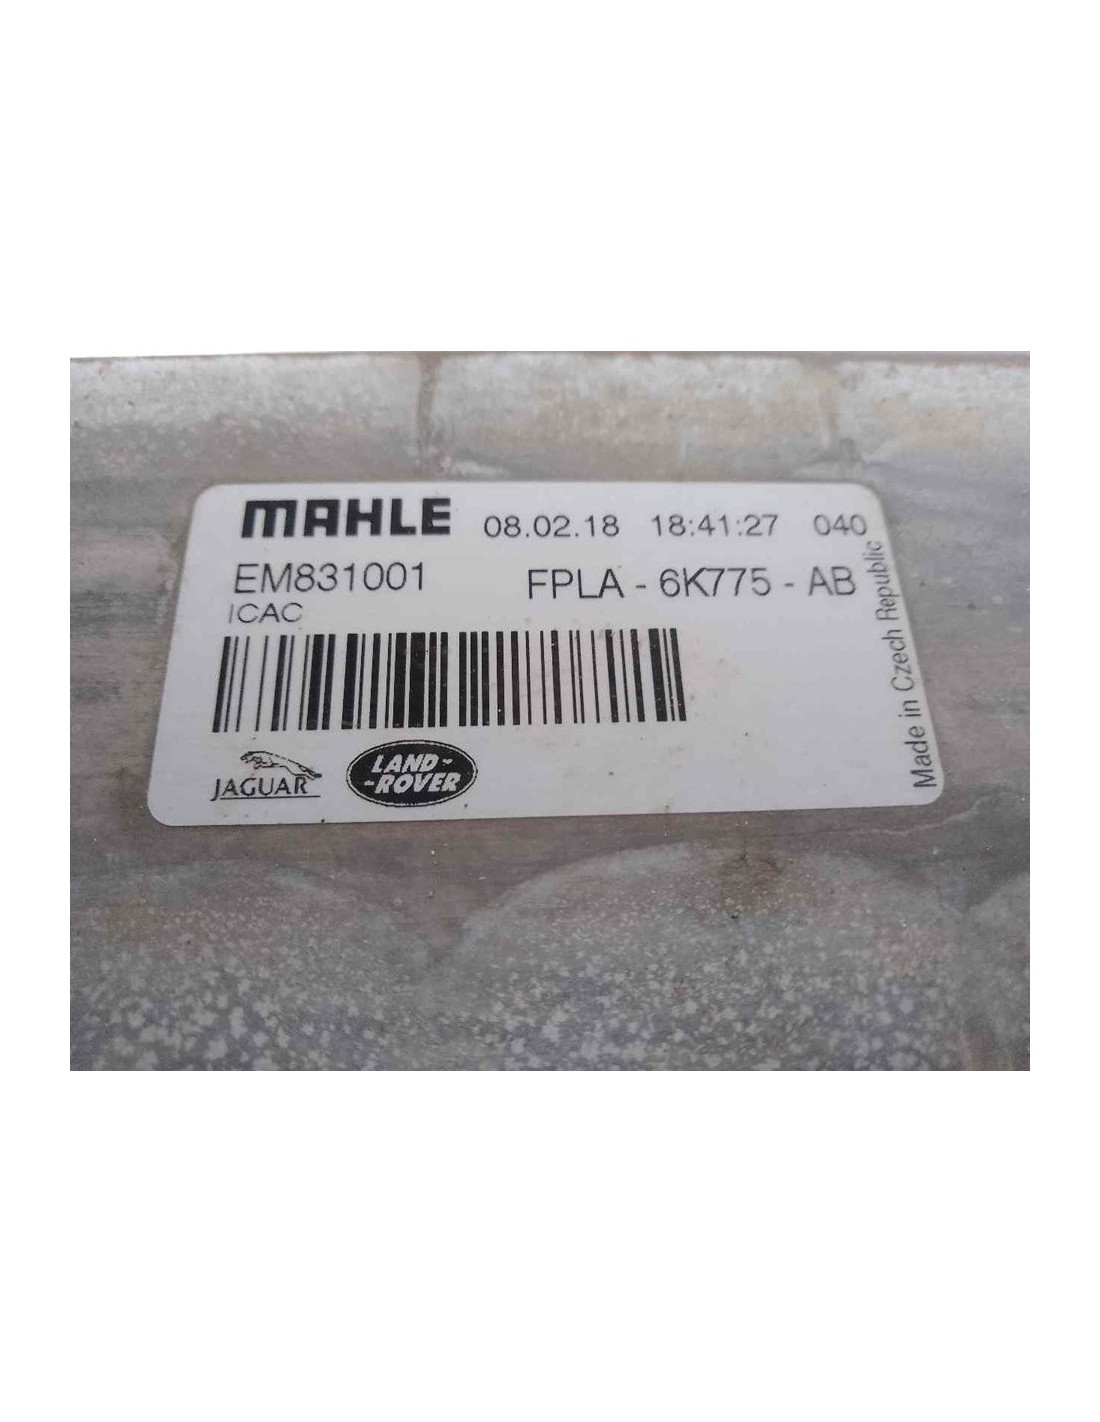 MAHLE 08.02.18 18:41:27 040
EM831001 FPLA - 6K775 - AB
ICAC
Made in Czech Republic
JAGUAR
LAND-
-ROVER